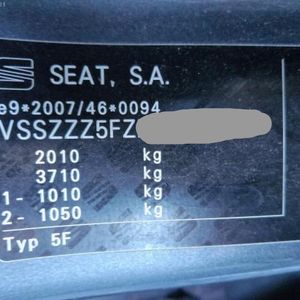 SEAT, S.A.
e9*2007/46*0094
VSSZZZ5FZ
2010 kg
3710 kg
1- 1010 kg
2- 1050 kg
Typ 5F